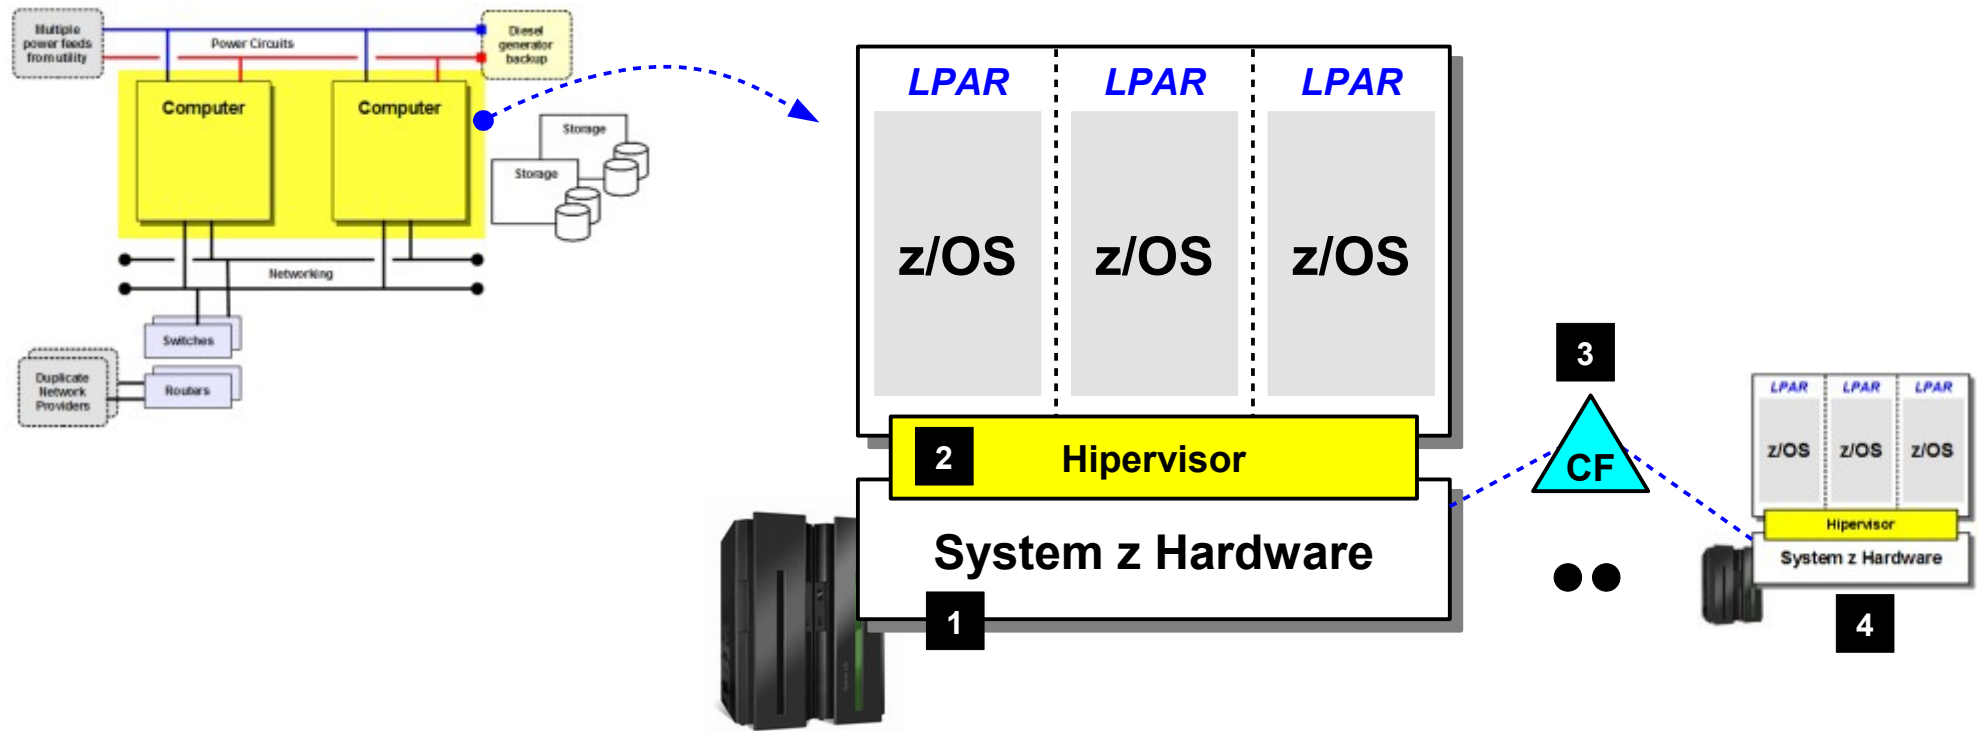 Multiple
power feeds
from utility
Power Circuits
Diesel
generator
backup
Computer
Computer
Storage
Storage
Networking
Switches
Routers
Duplicate
Network
Providers
LPAR
LPAR
LPAR
z/OS
z/OS
z/OS
2
Hipervisor
System z Hardware
1
3
CF
LPAR
LPAR
LPAR
z/OS
z/OS
z/OS
Hipervisor
System z Hardware
4